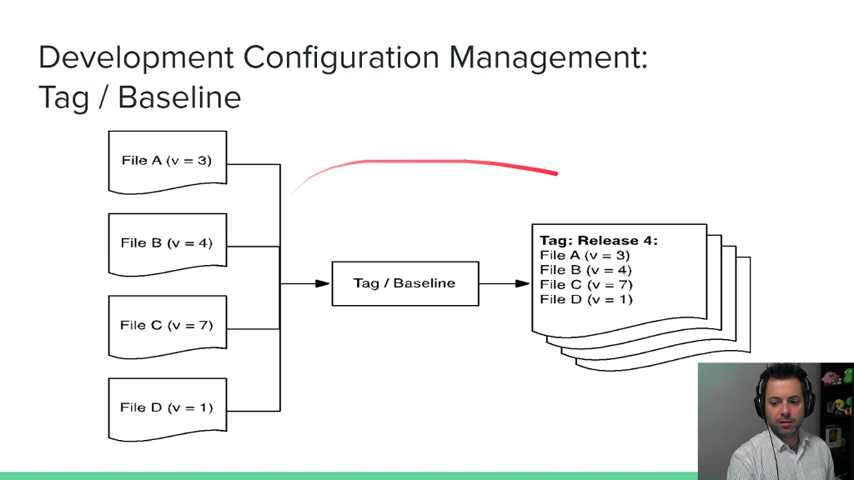 Development Configuration Management:
Tag / Baseline
File A (v = 3)
File B (v = 4)
File C (v = 7)
File D (v = 1)
Tag / Baseline
Tag: Release 4:
File A (v = 3)
File B (v = 4)
File C (v = 7)
File D (v = 1)